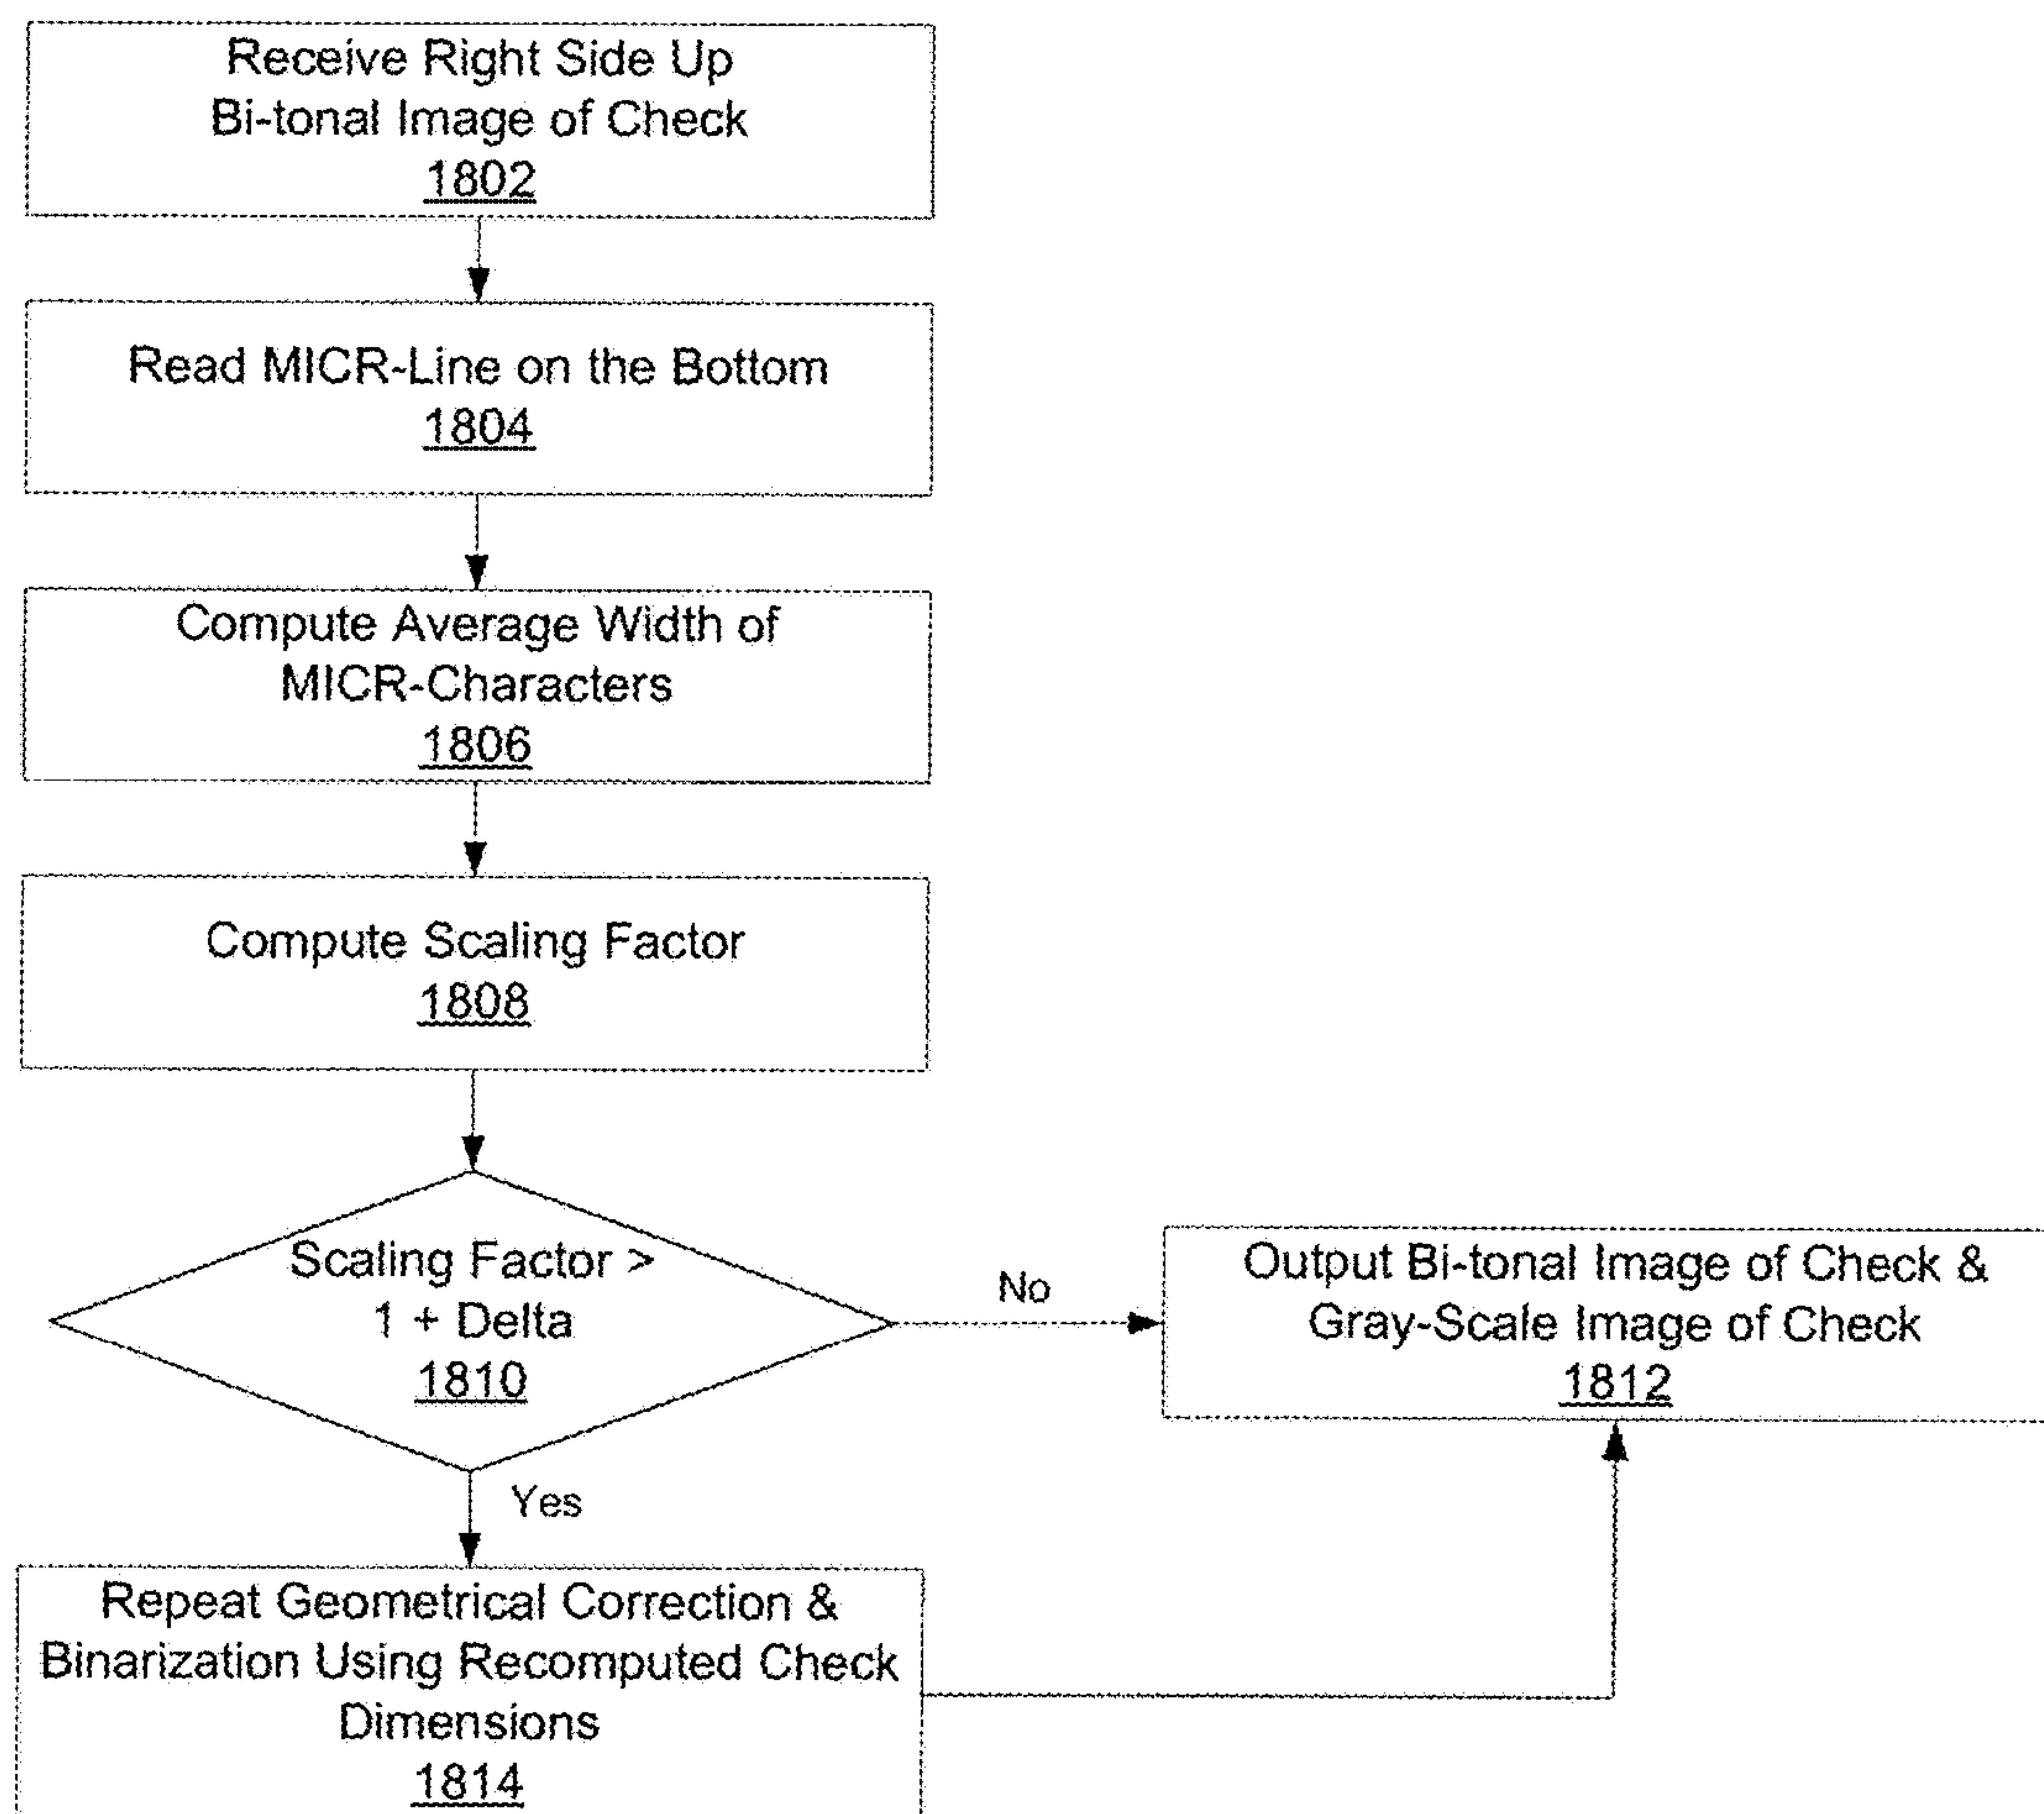 Receive Right Side Up
Bi-tonal Image of Check
1802
Read MICR-Line on the Bottom
1804
Compute Average Width of
MICR-Characters
1806
Compute Scaling Factor
1808
Scaling Factor >
1 + Delta
1810
No
Output Bi-tonal Image of Check &
Gray-Scale Image of Check
1812
Yes
Repeat Geometrical Correction &
Binarization Using Recomputed Check
Dimensions
1814